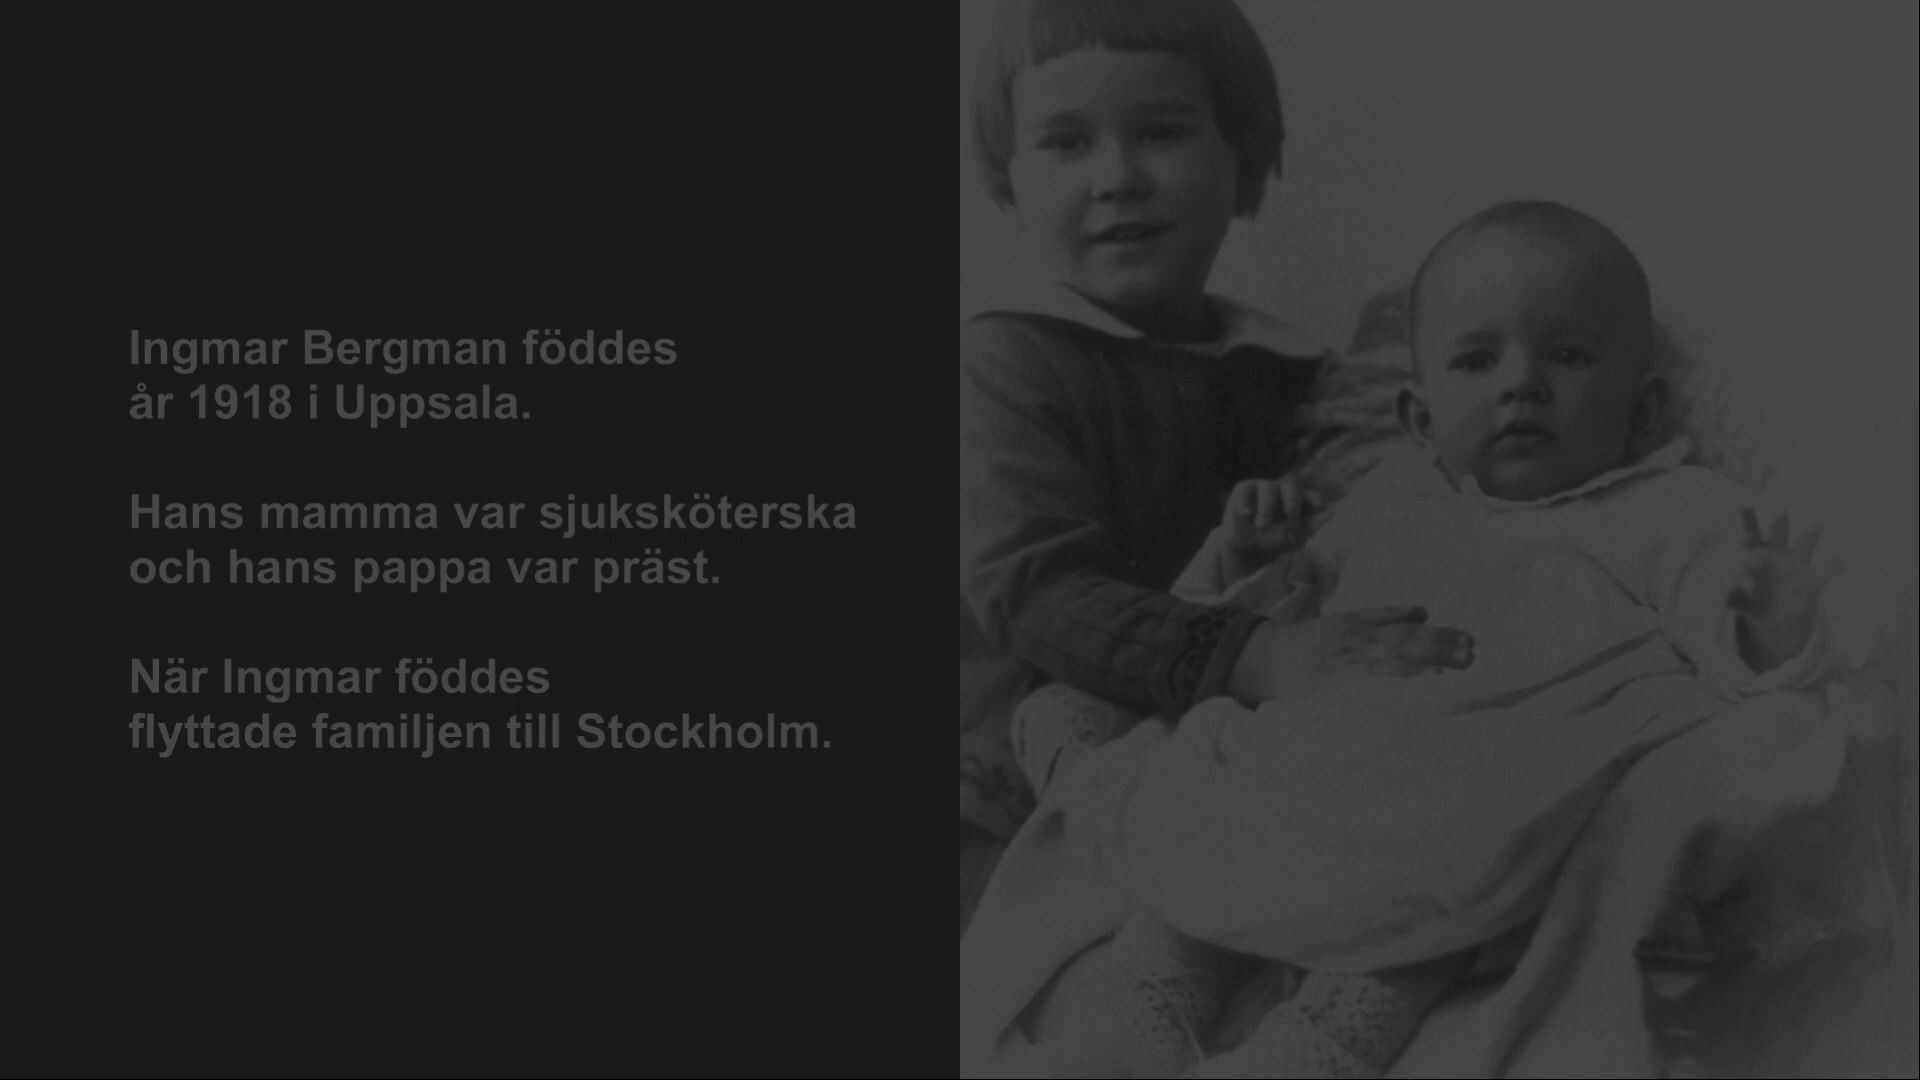 Ingmar Bergman föddes
år 1918 i Uppsala.
Hans mamma var sjuksköterska
och hans pappa var präst.
När Ingmar föddes
flyttade familjen till Stockholm.